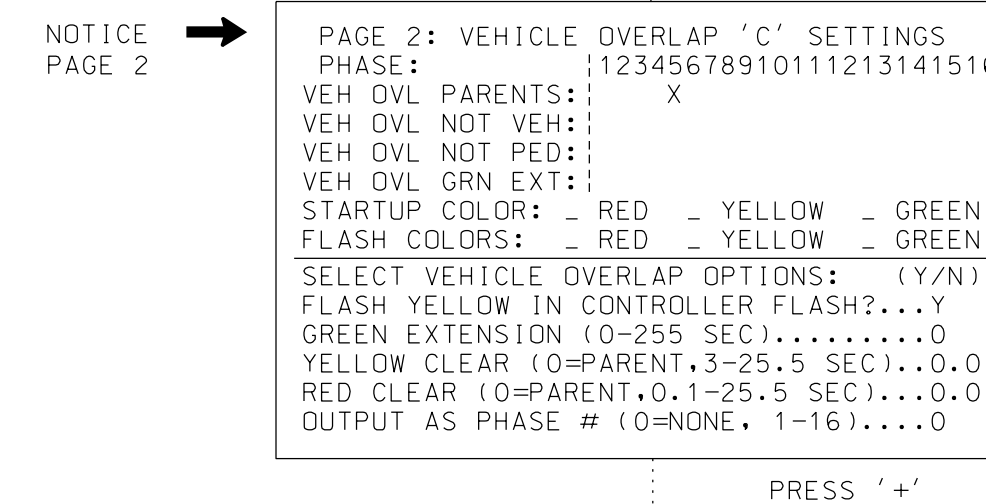 NOTICE
PAGE 2
PAGE 2: VEHICLE OVERLAP 'C' SETTINGS
PHASE: |12345678910111213141516
VEH OVL PARENTS:| X
VEH OVL NOT VEH:|
VEH OVL NOT PED:|
VEH OVL GRN EXT:|
STARTUP COLOR: _ RED _ YELLOW _ GREEN
FLASH COLORS: _ RED _ YELLOW _ GREEN
SELECT VEHICLE OVERLAP OPTIONS: (Y/N)
FLASH YELLOW IN CONTROLLER FLASH?...Y
GREEN EXTENSION (0-255 SEC).........0
YELLOW CLEAR (0=PARENT,3-25.5 SEC)..0.0
RED CLEAR (0=PARENT,0.1-25.5 SEC)...0.0
OUTPUT AS PHASE # (0=NONE, 1-16)....0
PRESS '+'